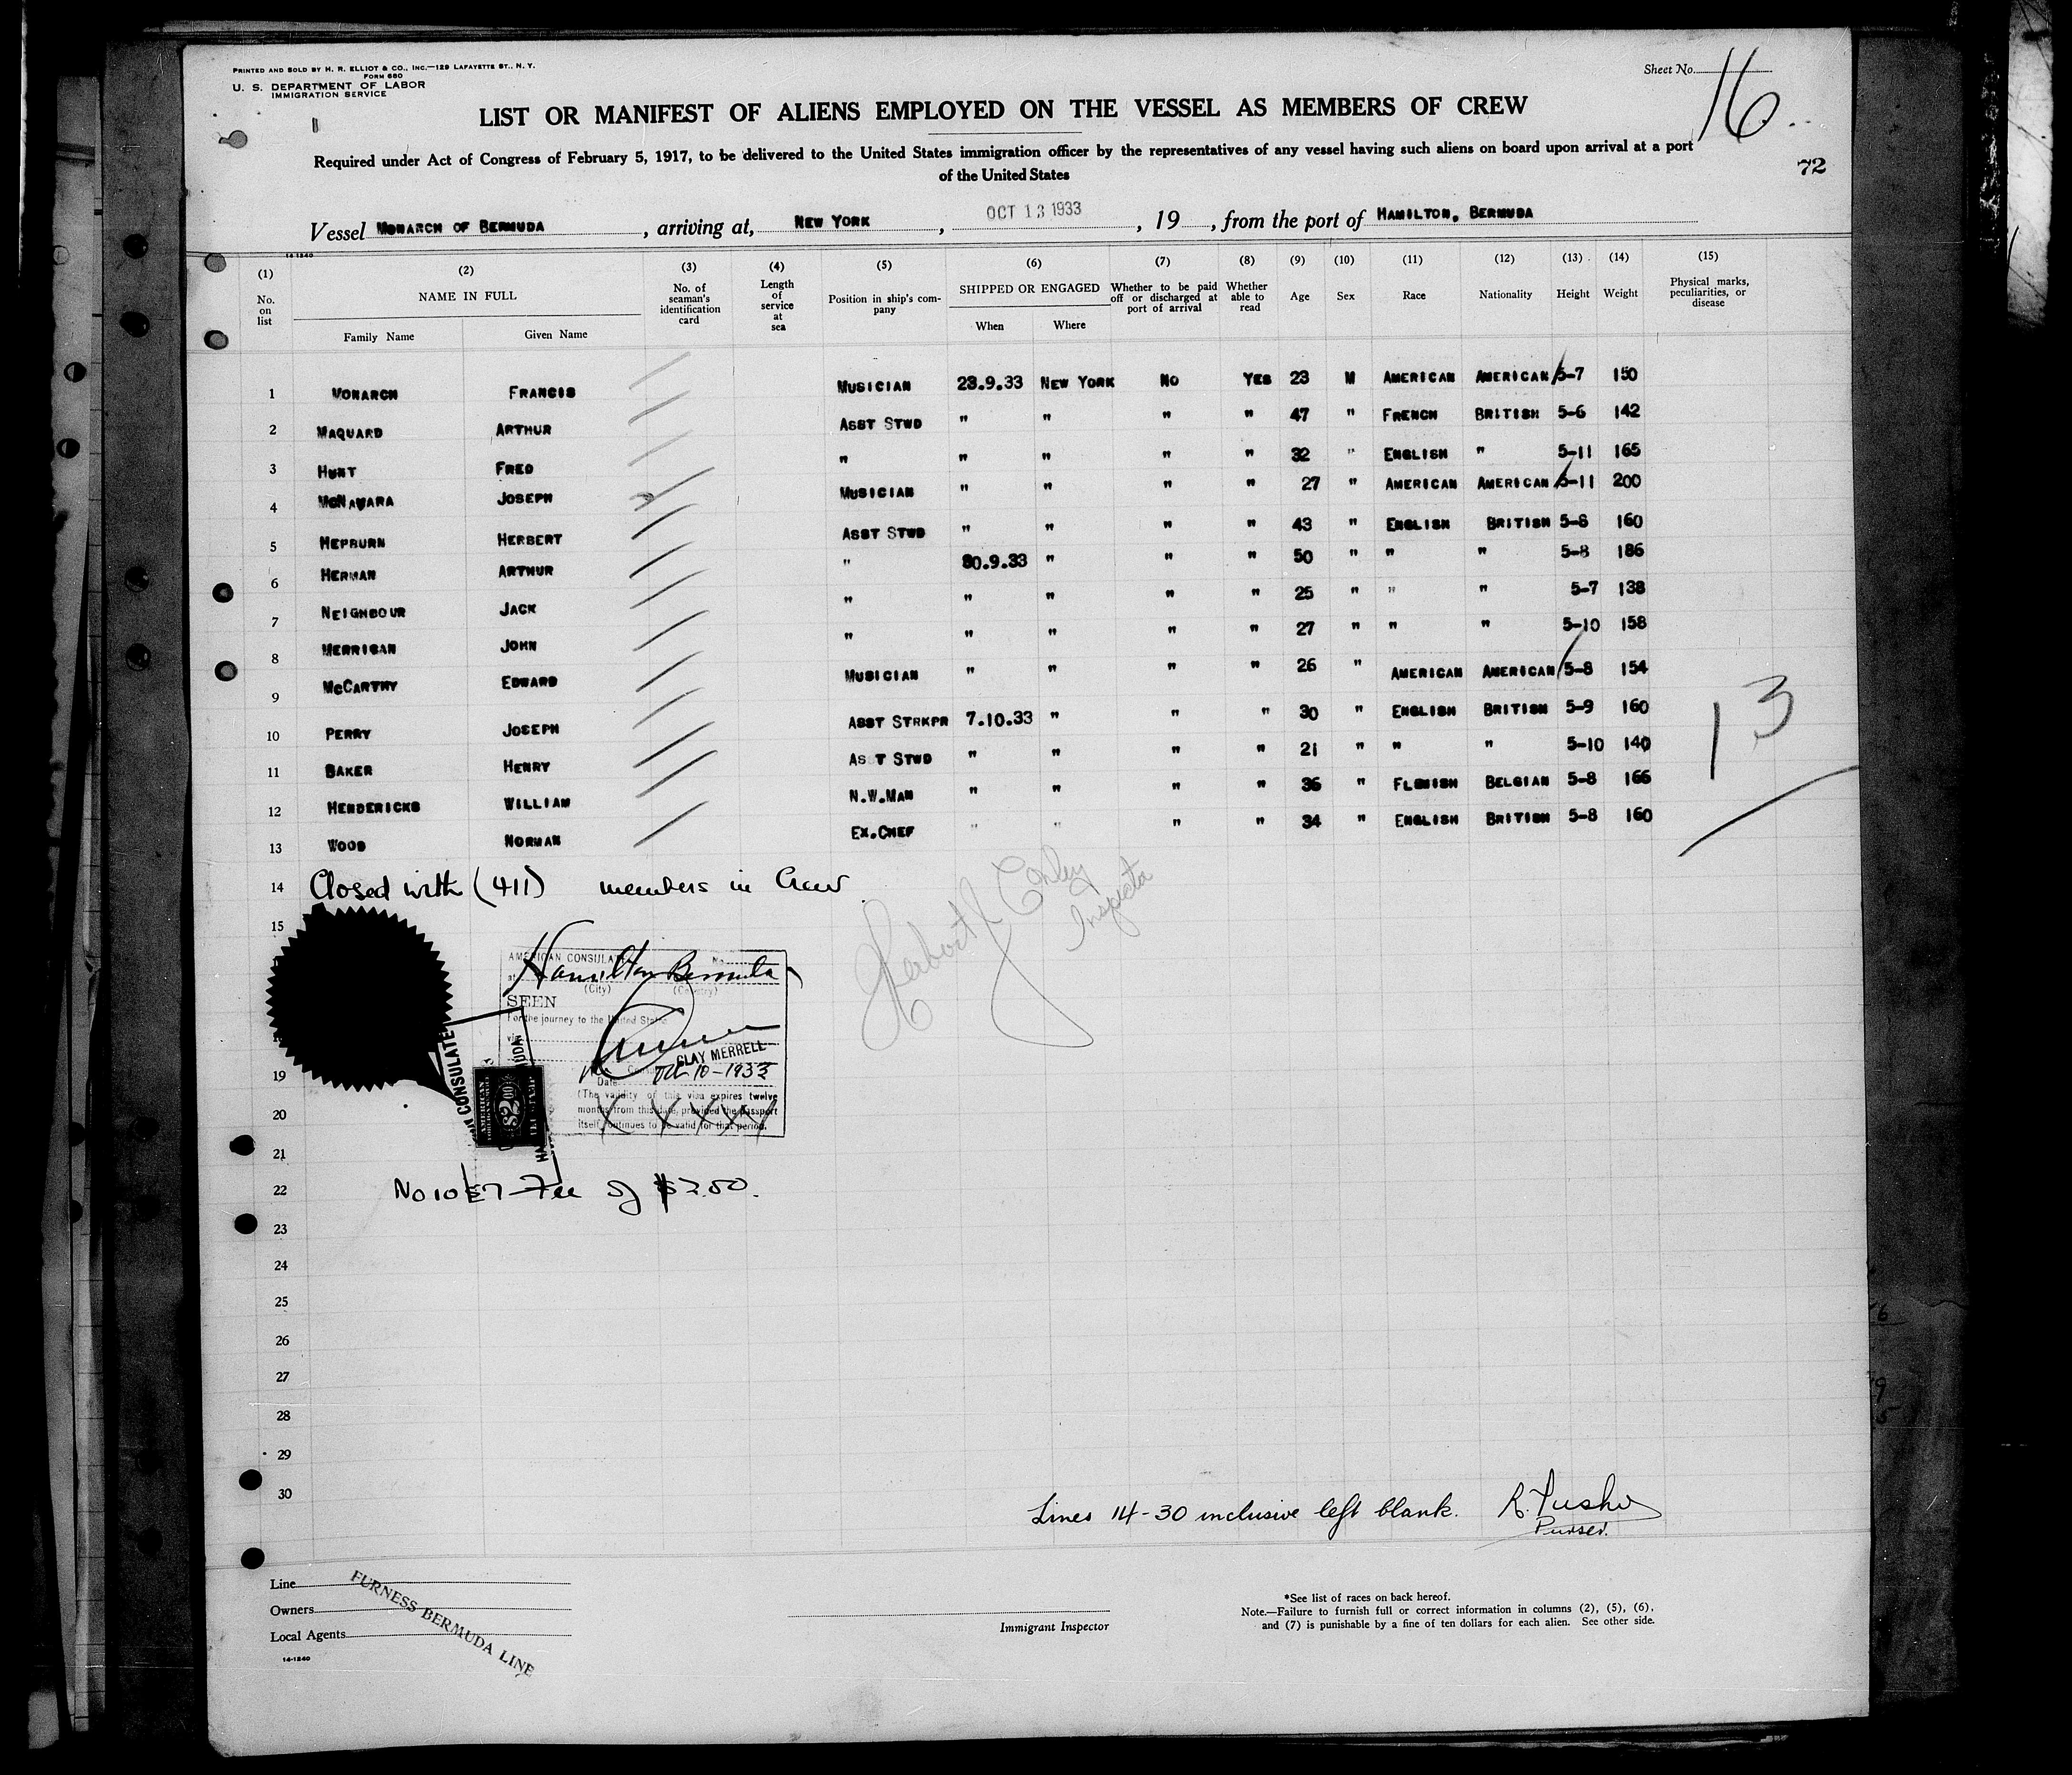 PRINTED AND SOLD BY H. R. ELLIOT & CO., INC.—129 LAFAYETTE ST., N. Y.
FORM 680
U. S. DEPARTMENT OF LABOR
IMMIGRATION SERVICE
Sheet No. 16
LIST OR MANIFEST OF ALIENS EMPLOYED ON THE VESSEL AS MEMBERS OF CREW
Required under Act of Congress of February 5, 1917, to be delivered to the United States immigration officer by the representatives of any vessel having such aliens on board upon arrival at a port
of the United States
72
Vessel MONARCH OF BERMUDA, arriving at, NEW YORK, OCT 13 1933, 19 , from the port of HAMILTON, BERMUDA
14-1240
(1) (2) (3) (4) (5) (6) (7) (8) (9) (10) (11) (12) (13) (14) (15)
No. on list NAME IN FULL Family Name Given Name No. of seaman's identification card Length of service at sea Position in ship's company SHIPPED OR ENGAGED When Where Whether to be paid off or discharged at port of arrival Whether able to read Age Sex Race Nationality Height Weight Physical marks, peculiarities, or disease
1 MONARCH FRANCIS MUSICIAN 23.9.33 NEW YORK NO YES 23 M AMERICAN AMERICAN 5-7 150
2 MAQUARD ARTHUR ASST STWD " " " " 47 " FRENCH BRITISH 5-6 142
3 HUNT FRED " " " " " 32 " ENGLISH " 5-11 165
4 MCNAMARA JOSEPH MUSICIAN " " " " 27 " AMERICAN AMERICAN 5-11 200
5 HEPBURN HERBERT ASST STWD " " " " 43 " ENGLISH BRITISH 5-8 160
6 HERMAN ARTHUR " 30.9.33 " " " 50 " " " 5-8 186
7 NEIGHBOUR JACK " " " " " 25 " " " 5-7 138
8 MERRIGAN JOHN " " " " " 27 " " " 5-10 158
9 MCCARTHY EDWARD MUSICIAN " " " " 26 " AMERICAN AMERICAN 5-8 154
10 PERRY JOSEPH ASST STRKPR 7.10.33 " " " 30 " ENGLISH BRITISH 5-9 160
11 BAKER HENRY ASST STWD " " " " 21 " " " 5-10 140
12 HENDERICKS WILLIAM N.W.MAN " " " " 36 " FLEMISH BELGIAN 5-8 166
13 WOOD NORMAN EX.CHEF " " " " 34 " ENGLISH BRITISH 5-8 160
13
14 Closed with (411) members in Crew
Herbert J Conley
Inspector
15
AMERICAN CONSULATE No.
at Hamilton Bermuda
(City) (Country)
SEEN
For the journey to the United States
via
CLAY MERRELL
Date Oct 10-1933
(The validity of this visa expires twelve
months from this date, provided the passport
itself continues to be valid for that period.
X X X X X
CONSULATE
$2.00
19
20
21
22 No 1057 Fee of $2.00.
23
24
25
26
27
28
29
30
Lines 14-30 inclusive left blank. R. Tusho
Purser.
Line
Owners
Local Agents
FURNESS BERMUDA LINE
14-1240
Immigrant Inspector
*See list of races on back hereof.
Note.—Failure to furnish full or correct information in columns (2), (5), (6),
and (7) is punishable by a fine of ten dollars for each alien. See other side.